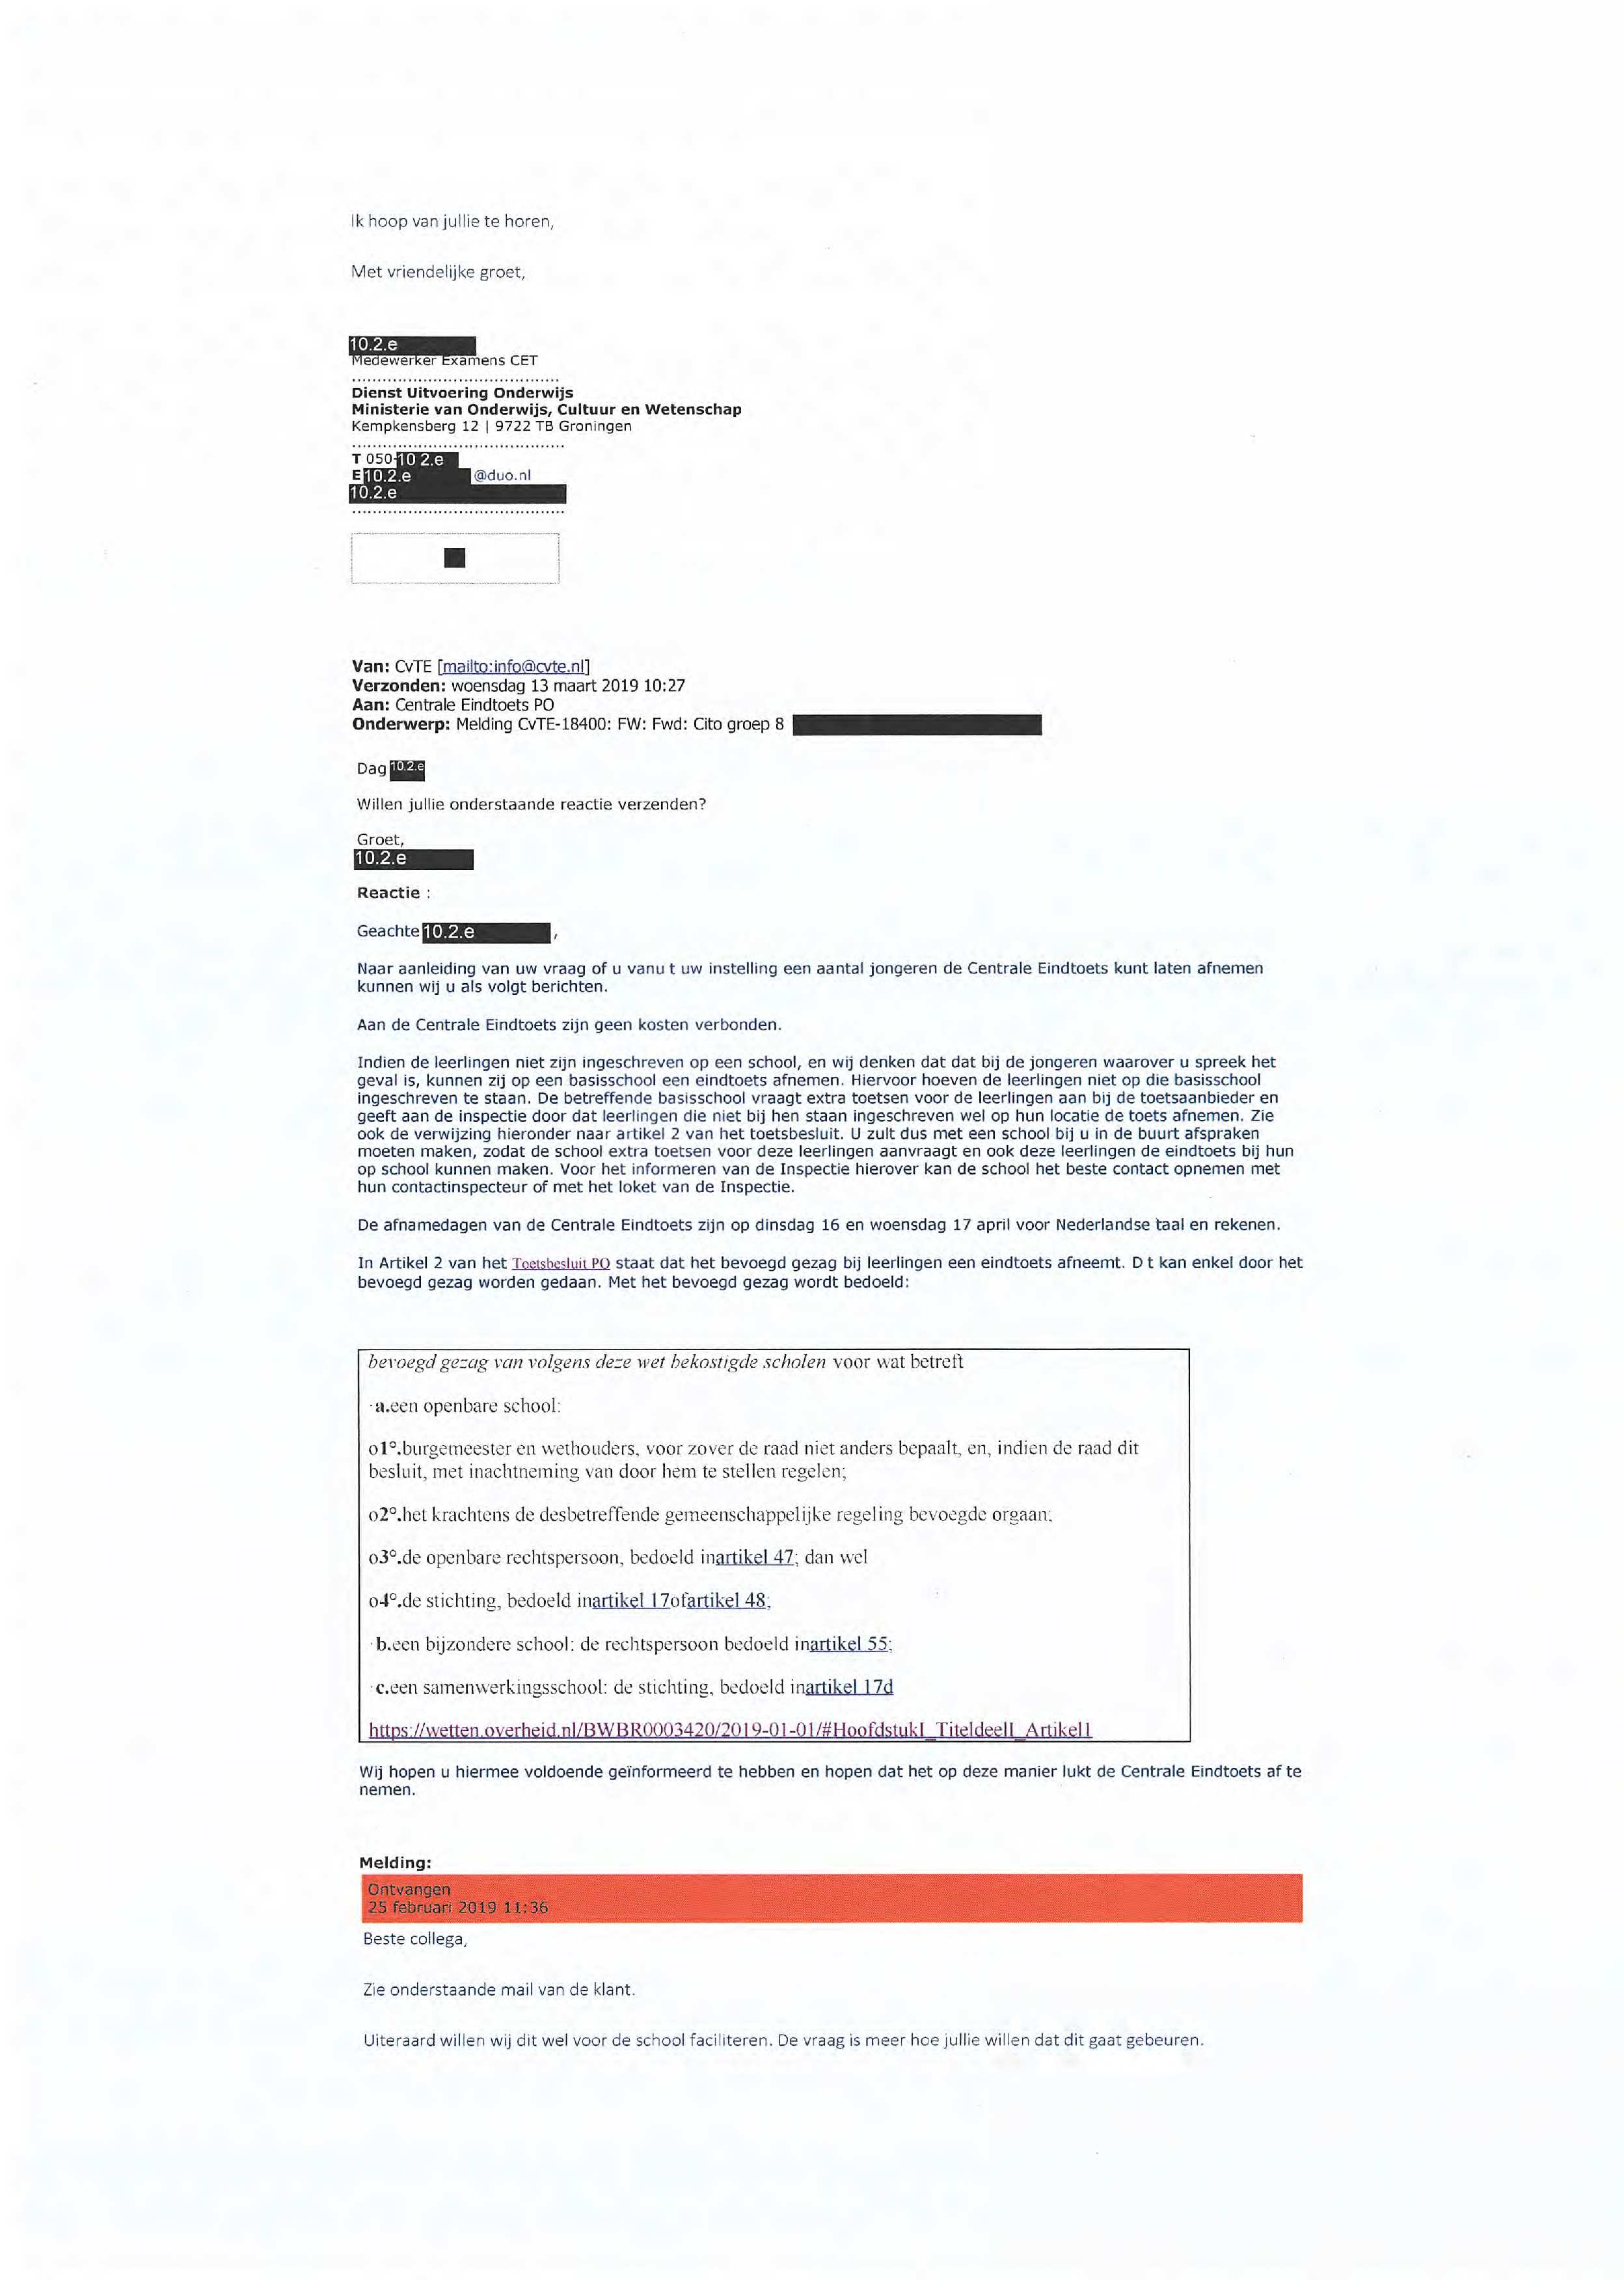 Ik hoop van jullie te horen,
Met vriendelijke groet,
10.2.e
Medewerker Examens CET
........................................
Dienst Uitvoering Onderwijs
Ministerie van Onderwijs, Cultuur en Wetenschap
Kempkensberg 12 | 9722 TB Groningen
........................................
T 050-10 2.e
E 10.2.e @duo.nl
10.2.e
........................................
Van: CvTE [mailto:info@cvte.nl]
Verzonden: woensdag 13 maart 2019 10:27
Aan: Centrale Eindtoets PO
Onderwerp: Melding CvTE-18400: FW: Fwd: Cito groep 8
Dag 10.2.e
Willen jullie onderstaande reactie verzenden?
Groet,
10.2.e
Reactie :
Geachte 10.2.e ,
Naar aanleiding van uw vraag of u vanu t uw instelling een aantal jongeren de Centrale Eindtoets kunt laten afnemen
kunnen wij u als volgt berichten.
Aan de Centrale Eindtoets zijn geen kosten verbonden.
Indien de leerlingen niet zijn ingeschreven op een school, en wij denken dat dat bij de jongeren waarover u spreek het
geval is, kunnen zij op een basisschool een eindtoets afnemen. Hiervoor hoeven de leerlingen niet op die basisschool
ingeschreven te staan. De betreffende basisschool vraagt extra toetsen voor de leerlingen aan bij de toetsaanbieder en
geeft aan de inspectie door dat leerlingen die niet bij hen staan ingeschreven wel op hun locatie de toets afnemen. Zie
ook de verwijzing hieronder naar artikel 2 van het toetsbesluit. U zult dus met een school bij u in de buurt afspraken
moeten maken, zodat de school extra toetsen voor deze leerlingen aanvraagt en ook deze leerlingen de eindtoets bij hun
op school kunnen maken. Voor het informeren van de Inspectie hierover kan de school het beste contact opnemen met
hun contactinspecteur of met het loket van de Inspectie.
De afnamedagen van de Centrale Eindtoets zijn op dinsdag 16 en woensdag 17 april voor Nederlandse taal en rekenen.
In Artikel 2 van het Toetsbesluit PO staat dat het bevoegd gezag bij leerlingen een eindtoets afneemt. D t kan enkel door het
bevoegd gezag worden gedaan. Met het bevoegd gezag wordt bedoeld:
bevoegd gezag van volgens deze wet bekostigde scholen voor wat betreft
·a.een openbare school:
o1°.burgemeester en wethouders, voor zover de raad niet anders bepaalt, en, indien de raad dit
besluit, met inachtneming van door hem te stellen regelen;
o2°.het krachtens de desbetreffende gemeenschappelijke regeling bevoegde orgaan;
o3°.de openbare rechtspersoon, bedoeld inartikel 47; dan wel
o4°.de stichting, bedoeld inartikel 17ofartikel 48;
·b.een bijzondere school: de rechtspersoon bedoeld inartikel 55;
·c.een samenwerkingsschool: de stichting, bedoeld inartikel 17d
https://wetten.overheid.nl/BWBR0003420/2019-01-01/#HoofdstukI_TiteldeelI_Artikel1
Wij hopen u hiermee voldoende geïnformeerd te hebben en hopen dat het op deze manier lukt de Centrale Eindtoets af te
nemen.
Melding:
Ontvangen
25 februari 2019 11:36
Beste collega,
Zie onderstaande mail van de klant.
Uiteraard willen wij dit wel voor de school faciliteren. De vraag is meer hoe jullie willen dat dit gaat gebeuren.